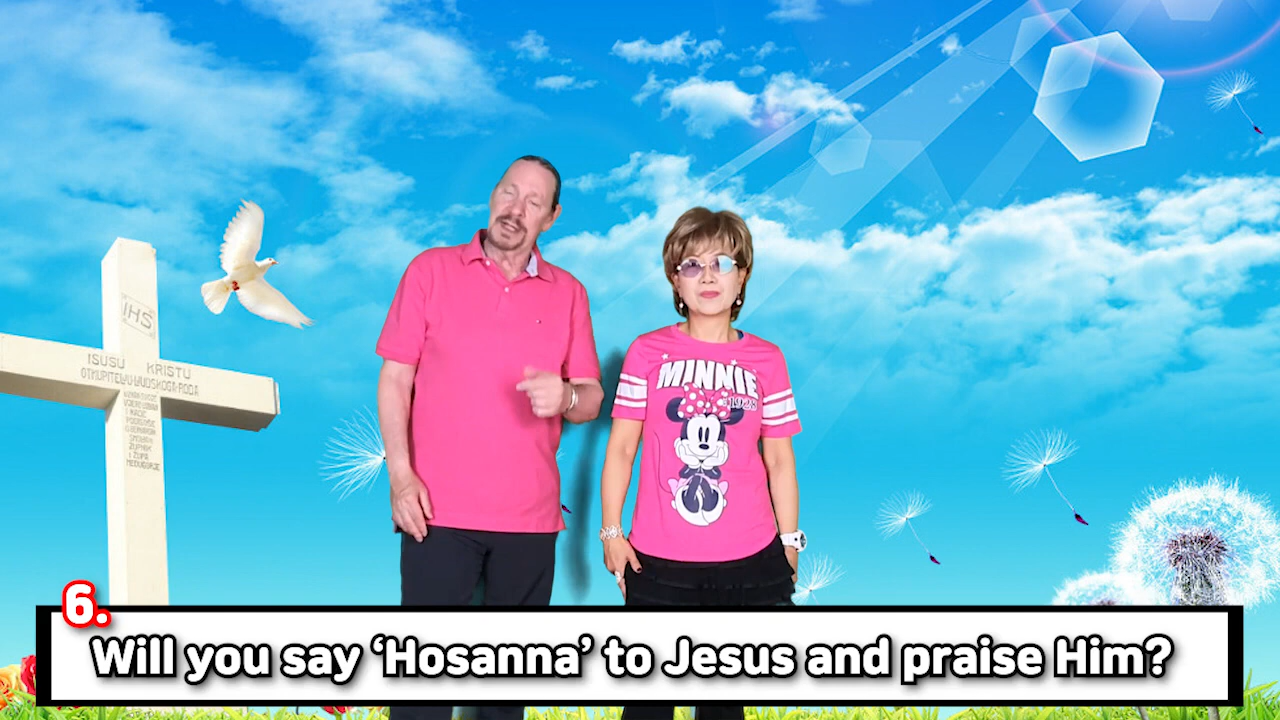 IHS
ISUSU KRISTU
OTKUPITELJU LJUDSKOGA RODA
MINNIE
1928
6.
Will you say ‘Hosanna’ to Jesus and praise Him?